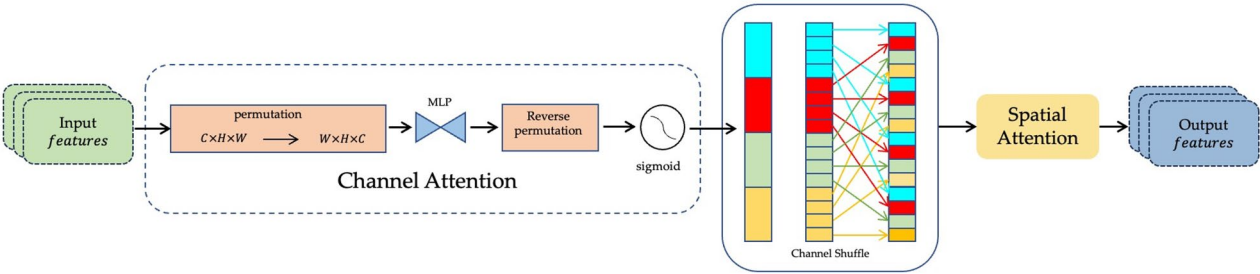 Input
features
permutation
C×H×W
W×H×C
MLP
Reverse
permutation
sigmoid
Channel Attention
Channel Shuffle
Spatial
Attention
Output
features